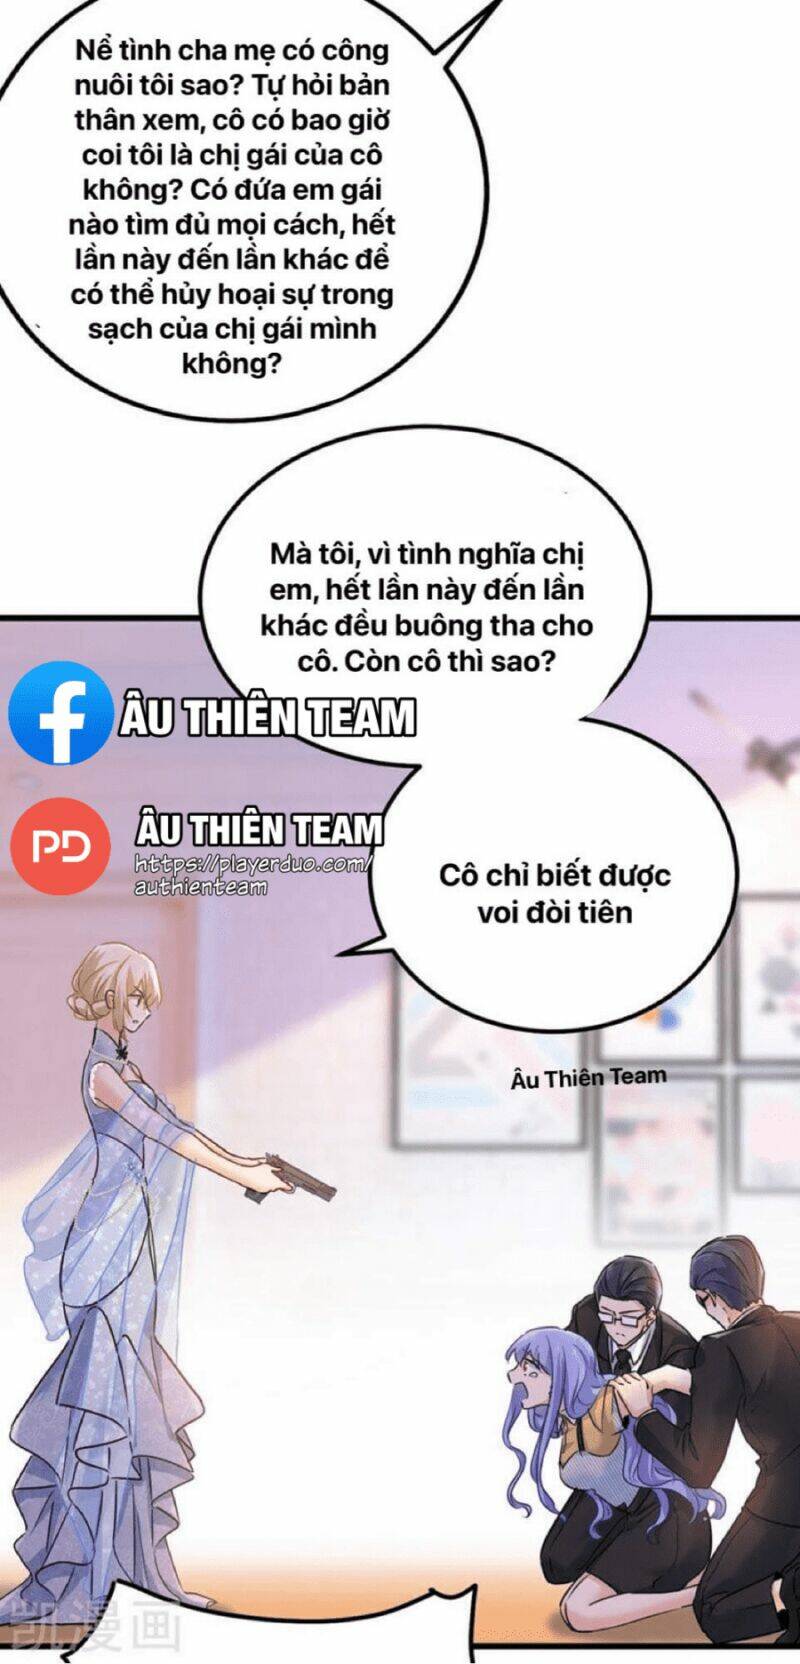 Nể tình cha mẹ có công
nuôi tôi sao? Tự hỏi bản
thân xem, cô có bao giờ
coi tôi là chị gái của cô
không? Có đứa em gái
nào tìm đủ mọi cách, hết
lần này đến lần khác để
có thể hủy hoại sự trong
sạch của chị gái mình
không?
Mà tôi, vì tình nghĩa chị
em, hết lần này đến lần
khác đều buông tha cho
cô. Còn cô thì sao?
f ÂU THIÊN TEAM
PD ÂU THIÊN TEAM
https://playerduo.com/
authienteam
Cô chỉ biết được
voi đòi tiên
Âu Thiên Team
凯漫画